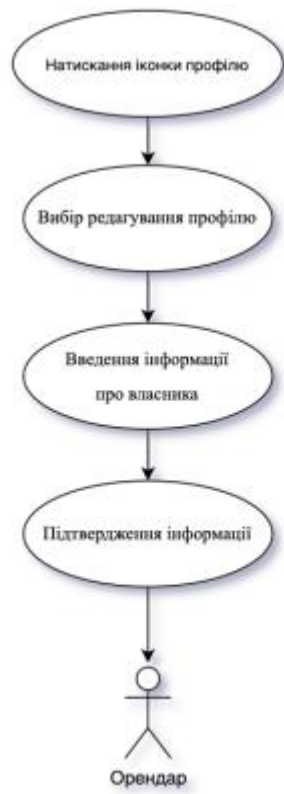 Натискання іконки профілю
Вибір редагування профілю
Введення інформації
про власника
Підтвердження інформації
Орендар